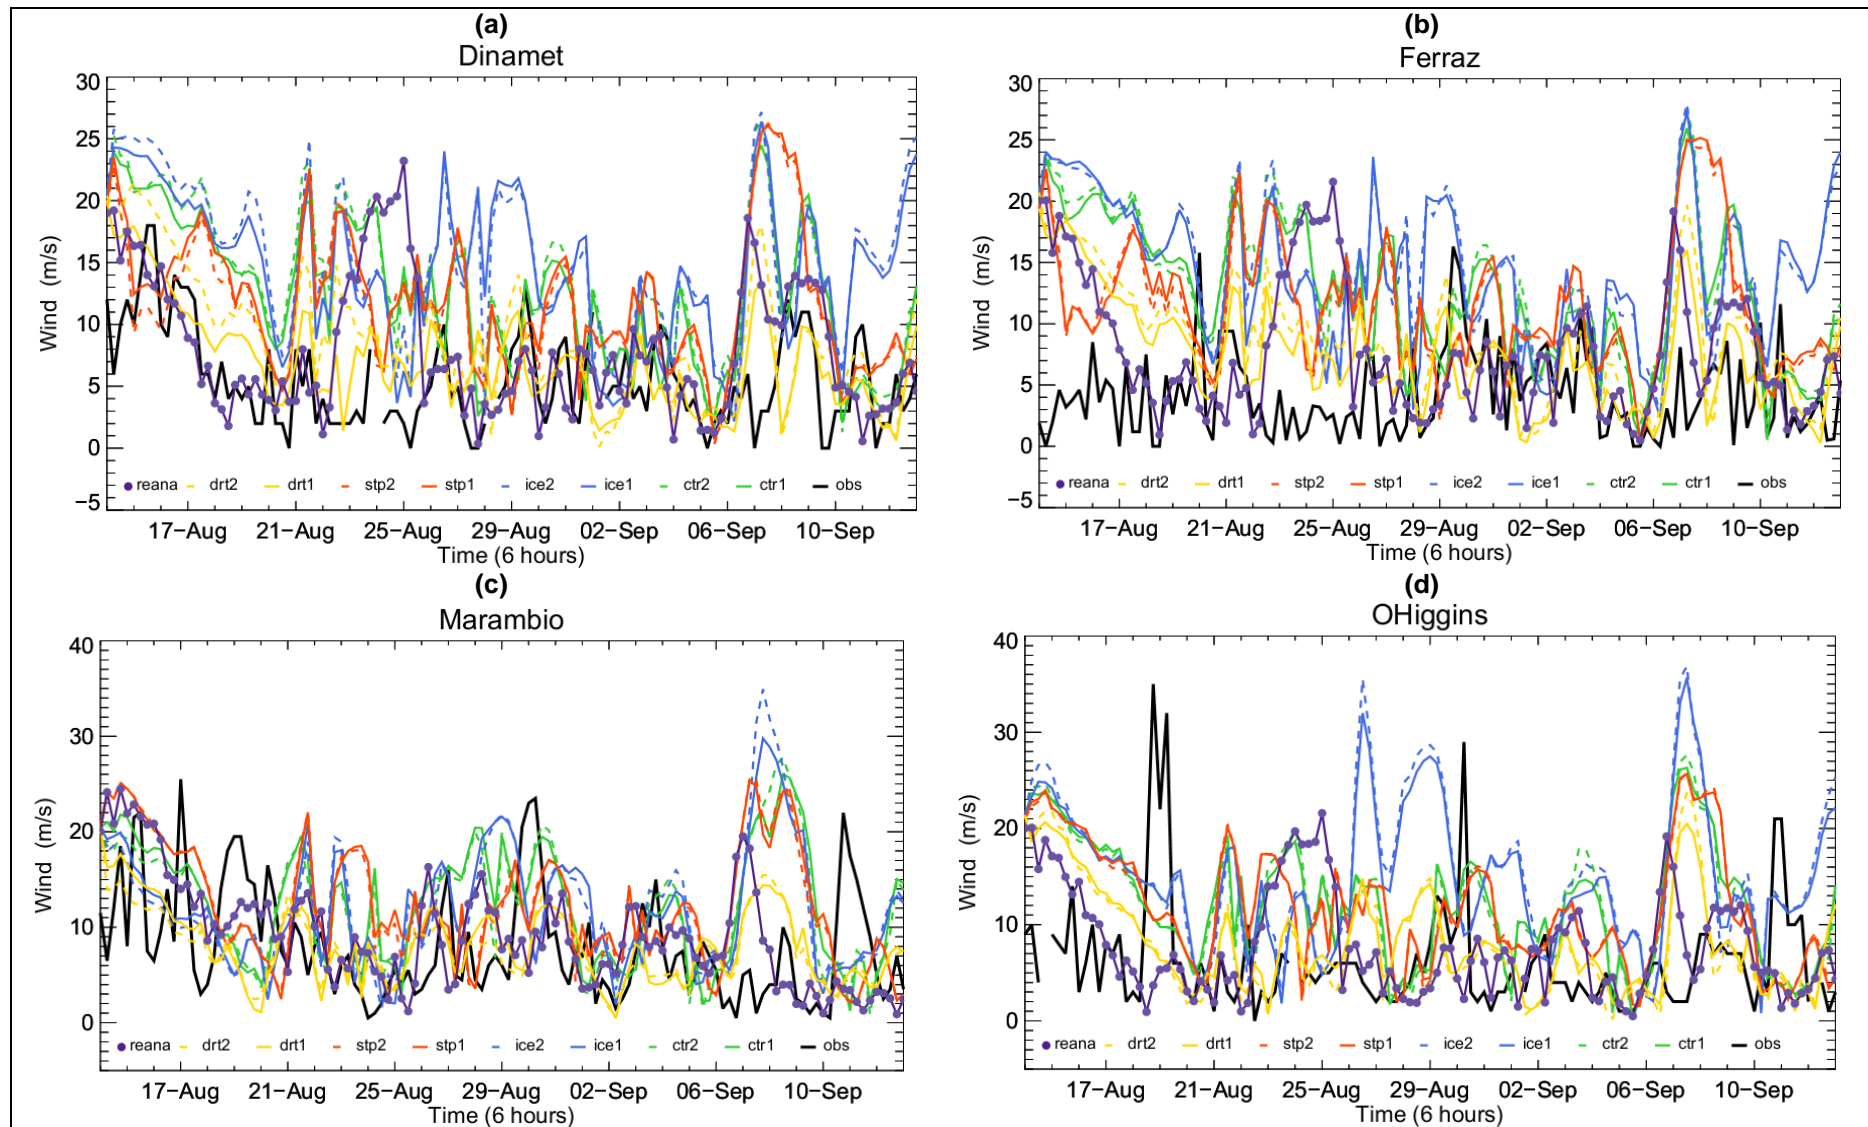 (a)
Dinamet
30
25
20
15
10
5
0
−5
Wind (m/s)
reana drt2 drt1 stp2 stp1 ice2 ice1 ctr2 ctr1 obs
17−Aug 21−Aug 25−Aug 29−Aug 02−Sep 06−Sep 10−Sep
Time (6 hours)
(b)
Ferraz
30
25
20
15
10
5
0
−5
Wind (m/s)
reana drt2 drt1 stp2 stp1 ice2 ice1 ctr2 ctr1 obs
17−Aug 21−Aug 25−Aug 29−Aug 02−Sep 06−Sep 10−Sep
Time (6 hours)
(c)
Marambio
40
30
20
10
0
Wind (m/s)
reana drt2 drt1 stp2 stp1 ice2 ice1 ctr2 ctr1 obs
17−Aug 21−Aug 25−Aug 29−Aug 02−Sep 06−Sep 10−Sep
Time (6 hours)
(d)
OHiggins
40
30
20
10
0
Wind (m/s)
reana drt2 drt1 stp2 stp1 ice2 ice1 ctr2 ctr1 obs
17−Aug 21−Aug 25−Aug 29−Aug 02−Sep 06−Sep 10−Sep
Time (6 hours)